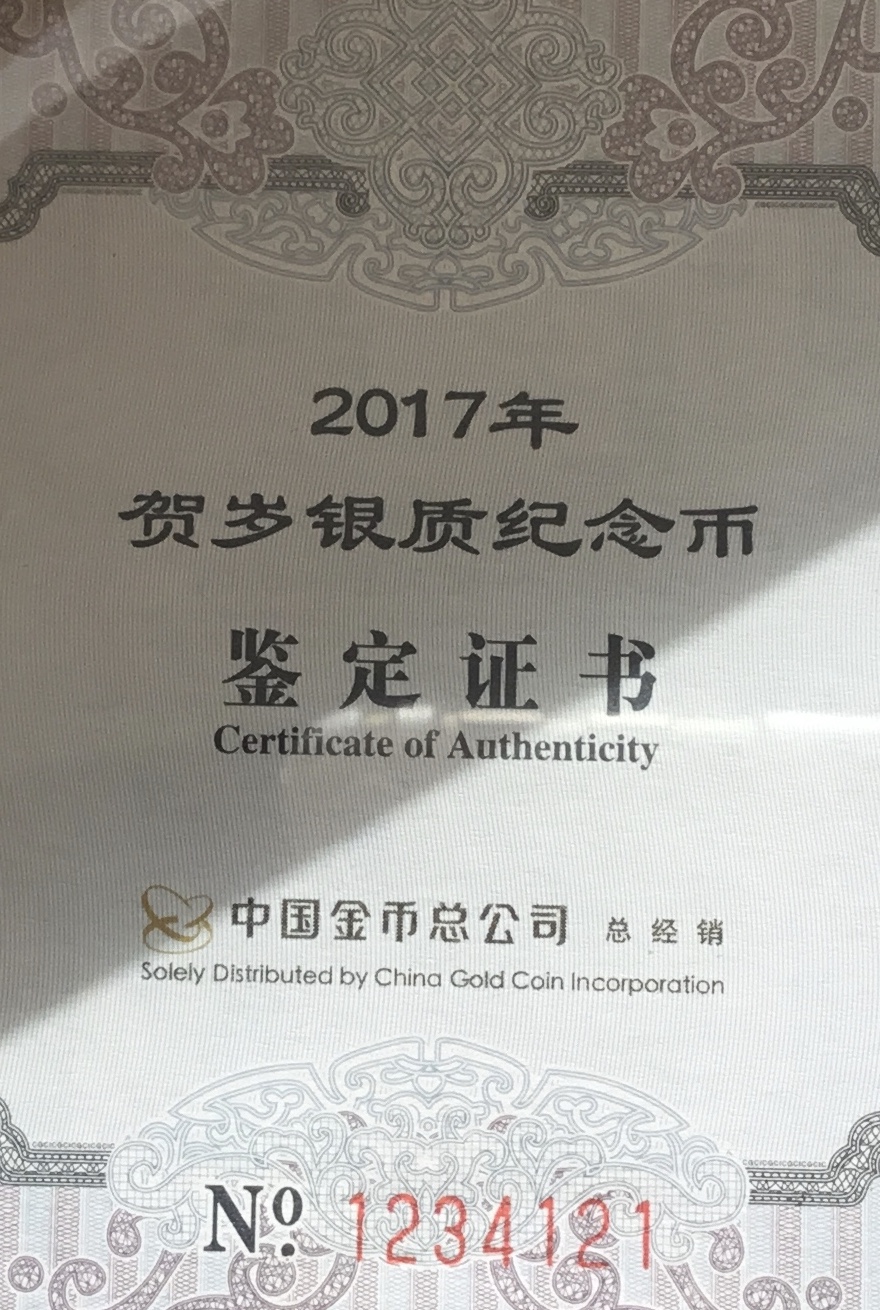 2017年
贺岁银质纪念币
鉴定证书
Certificate of Authenticity
中国金币总公司 总经销
Solely Distributed by China Gold Coin Incorporation
Nº. 1234121